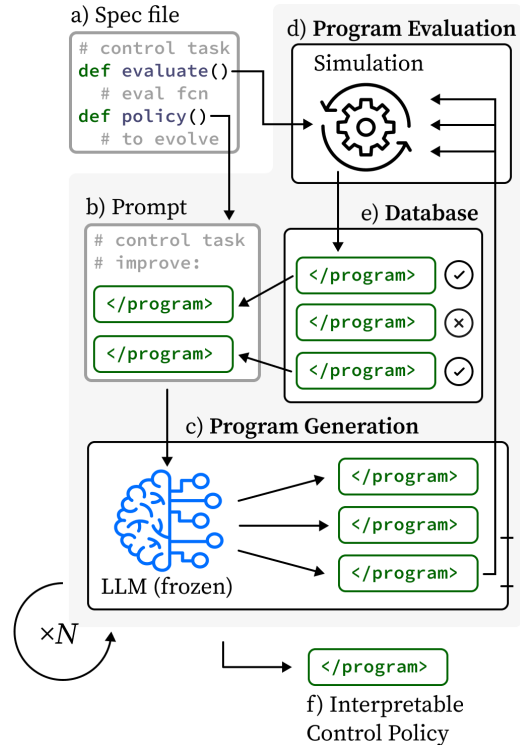 a) Spec file
# control task
def evaluate()
# eval fcn
def policy()
# to evolve
d) Program Evaluation
Simulation
b) Prompt
# control task
# improve:
</program>
</program>
e) Database
</program>
</program>
</program>
c) Program Generation
LLM (frozen)
</program>
</program>
</program>
×N
</program>
f) Interpretable
Control Policy